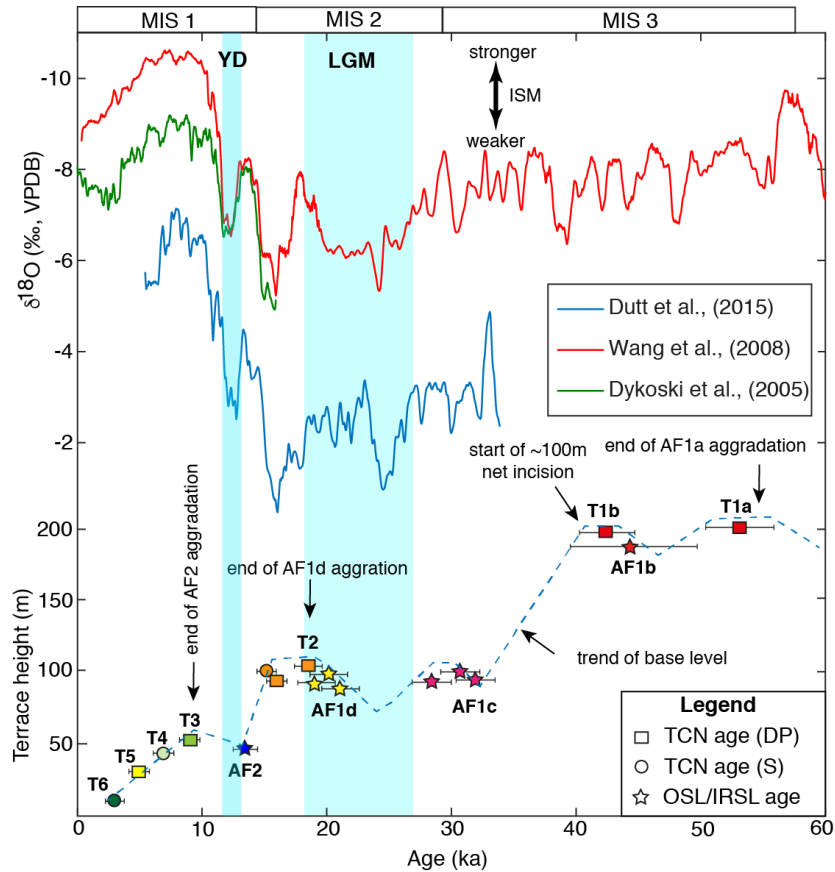 MIS 1
MIS 2
MIS 3
-10
-8
-6
-4
-2
δ18O (‰, VPDB)
YD
LGM
stronger
ISM
weaker
Dutt et al., (2015)
Wang et al., (2008)
Dykoski et al., (2005)
start of ~100m
net incision
end of AF1a aggradation
T1b
T1a
AF1b
end of AF2 aggradation
end of AF1d aggration
T2
AF1d
AF1c
trend of base level
T3
T4
T5
T6
AF2
200
150
100
50
Terrace height (m)
Legend
TCN age (DP)
TCN age (S)
OSL/IRSL age
0
10
20
30
40
50
60
Age (ka)